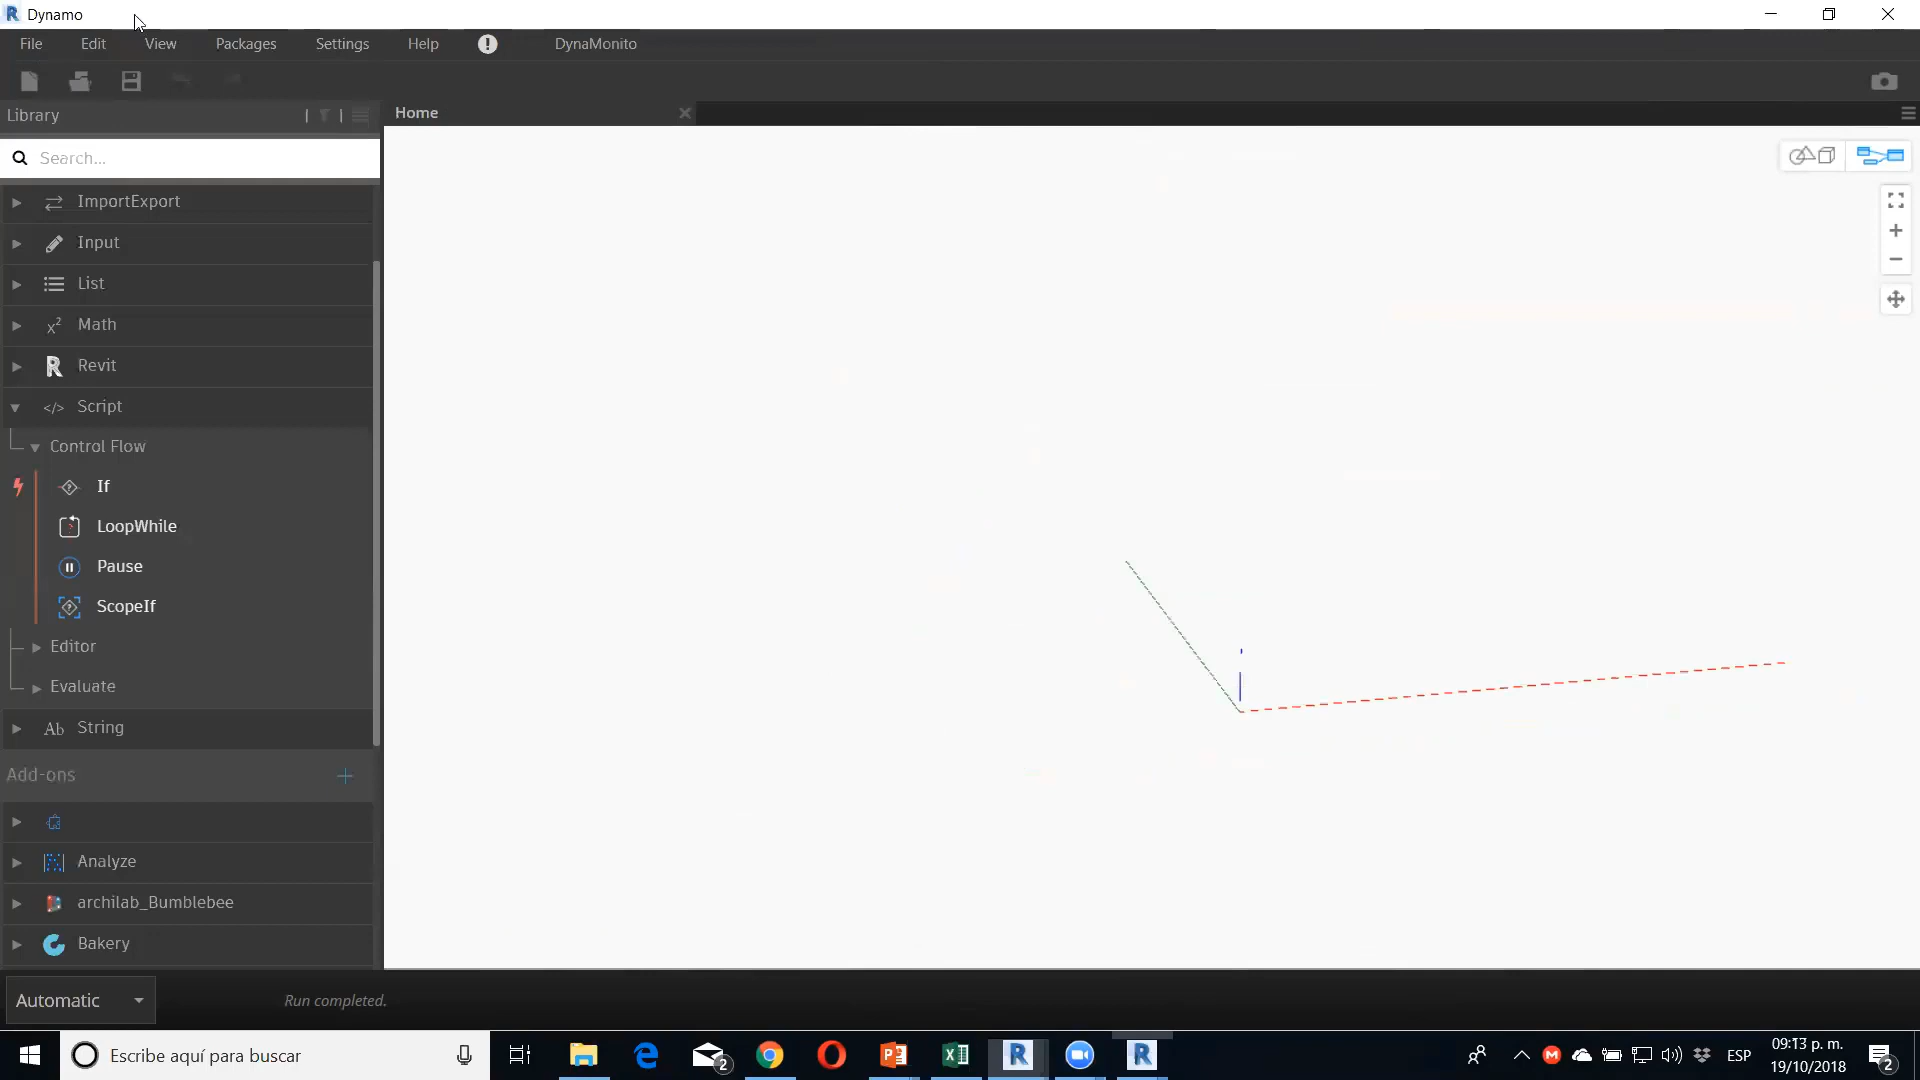 Dynamo
File Edit View Packages Settings Help DynaMonito
Library
Home
Search...
ImportExport
Input
List
Math
Revit
Script
Control Flow
If
LoopWhile
Pause
ScopeIf
Editor
Evaluate
String
Add-ons
Analyze
archilab_Bumblebee
Bakery
Automatic
Run completed.
Escribe aquí para buscar
2
ESP
09:13 p. m.
19/10/2018
2